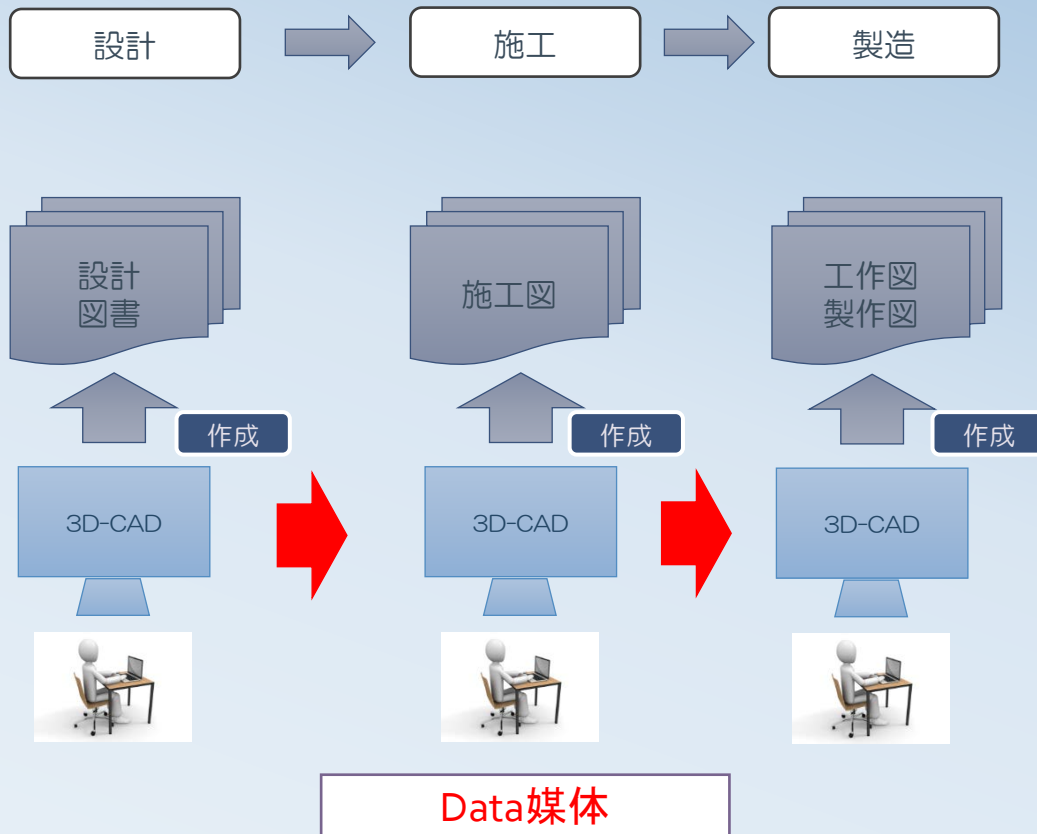 設計
施工
製造
設計
図書
施工図
工作図
製作図
作成
作成
作成
3D-CAD
3D-CAD
3D-CAD
Data媒体